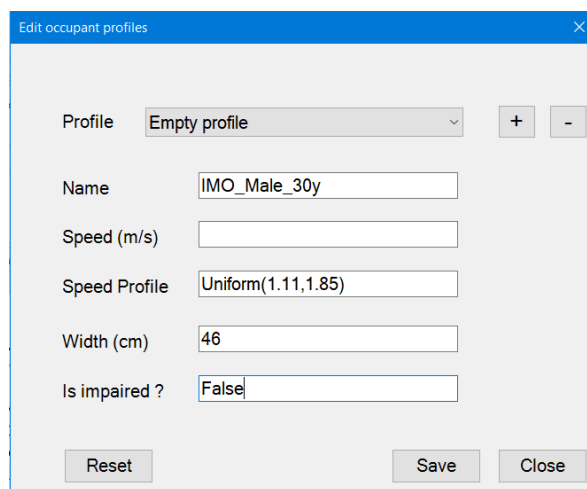 Edit occupant profiles
Profile Empty profile + -
Name IMO_Male_30y
Speed (m/s)
Speed Profile Uniform(1.11,1.85)
Width (cm) 46
Is impaired ? False
Reset Save Close